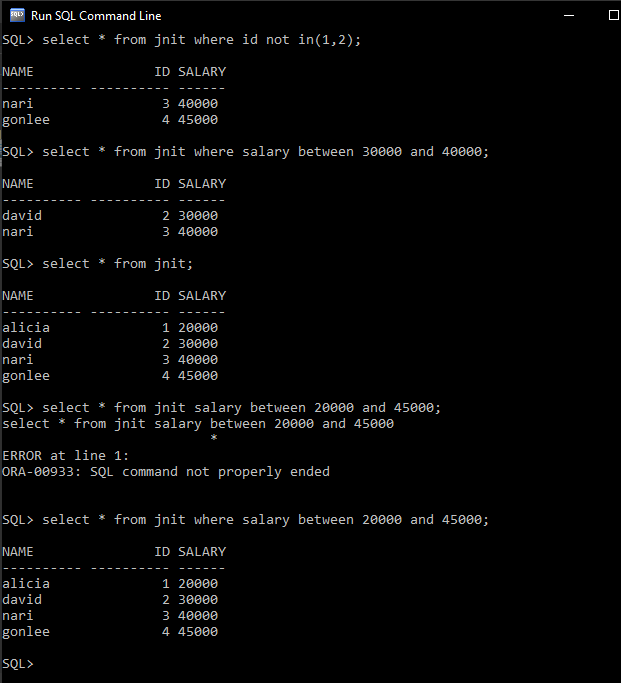 Run SQL Command Line
SQL> select * from jnit where id not in(1,2);
NAME               ID SALARY
---------- ---------- ------
nari                3 40000
gonlee              4 45000
SQL> select * from jnit where salary between 30000 and 40000;
NAME               ID SALARY
---------- ---------- ------
david               2 30000
nari                3 40000
SQL> select * from jnit;
NAME               ID SALARY
---------- ---------- ------
alicia              1 20000
david               2 30000
nari                3 40000
gonlee              4 45000
SQL> select * from jnit salary between 20000 and 45000;
select * from jnit salary between 20000 and 45000
                          *
ERROR at line 1:
ORA-00933: SQL command not properly ended
SQL> select * from jnit where salary between 20000 and 45000;
NAME               ID SALARY
---------- ---------- ------
alicia              1 20000
david               2 30000
nari                3 40000
gonlee              4 45000
SQL>